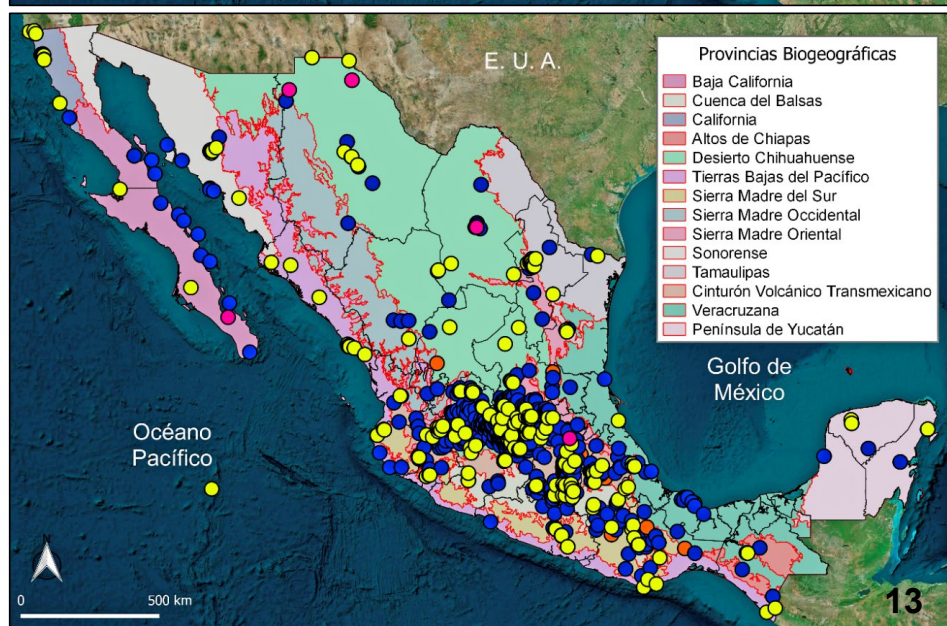 E. U. A.
Provincias Biogeográficas
Baja California
Cuenca del Balsas
California
Altos de Chiapas
Desierto Chihuahuense
Tierras Bajas del Pacífico
Sierra Madre del Sur
Sierra Madre Occidental
Sierra Madre Oriental
Sonorense
Tamaulipas
Cinturón Volcánico Transmexicano
Veracruzana
Península de Yucatán
Golfo de
México
Océano
Pacífico
0 500 km
13